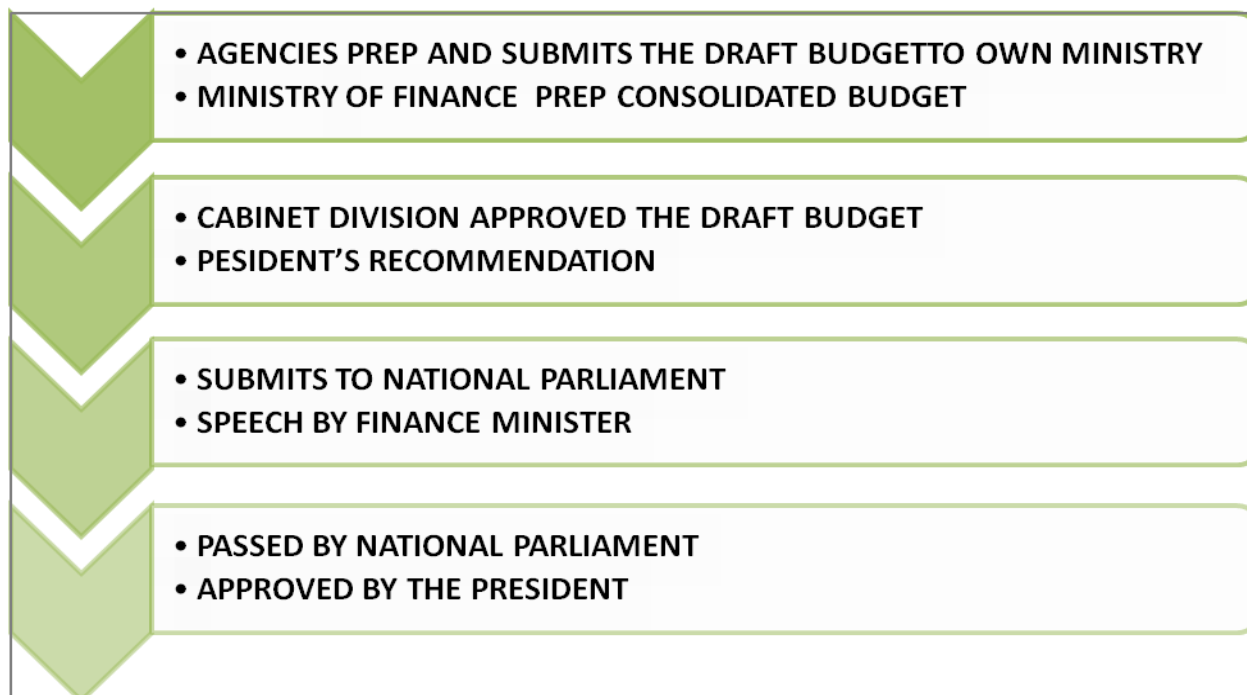 • AGENCIES PREP AND SUBMITS THE DRAFT BUDGETTO OWN MINISTRY
• MINISTRY OF FINANCE PREP CONSOLIDATED BUDGET
• CABINET DIVISION APPROVED THE DRAFT BUDGET
• PESIDENT'S RECOMMENDATION
• SUBMITS TO NATIONAL PARLIAMENT
• SPEECH BY FINANCE MINISTER
• PASSED BY NATIONAL PARLIAMENT
• APPROVED BY THE PRESIDENT